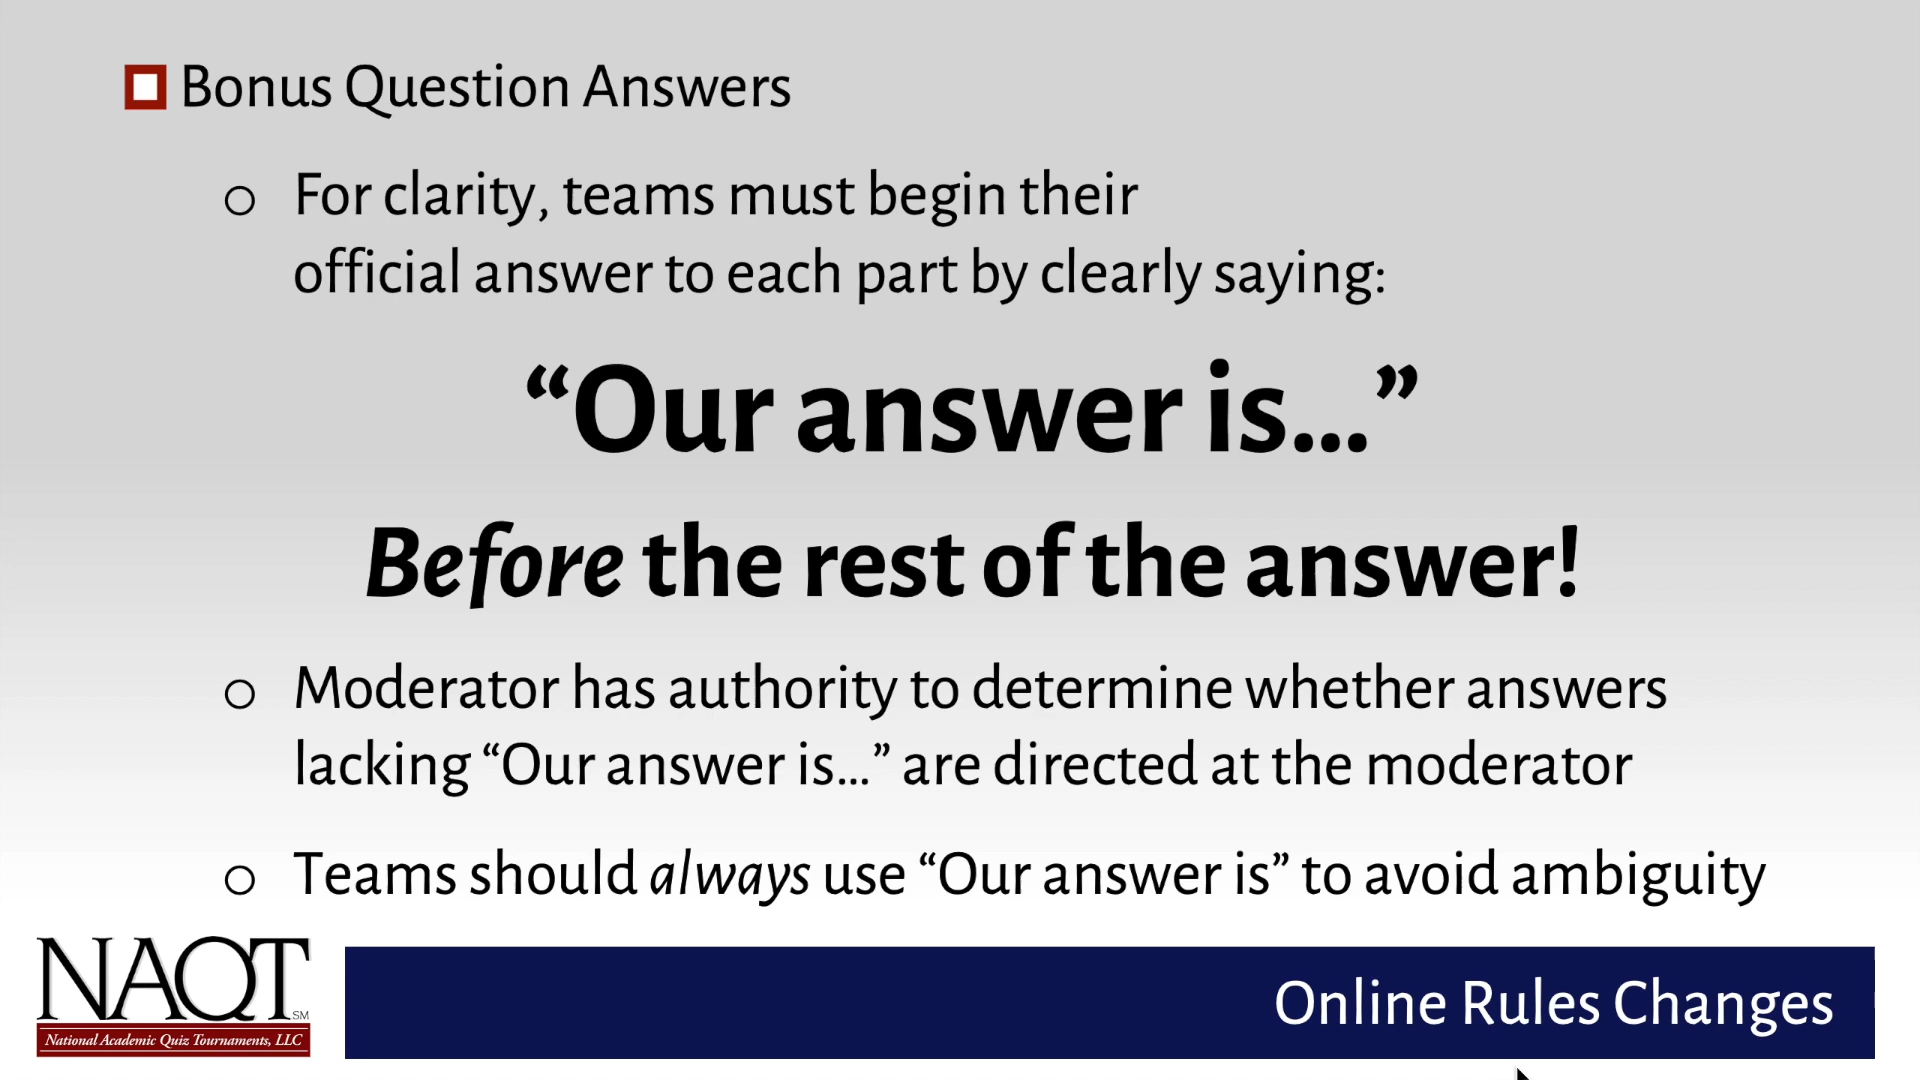 Bonus Question Answers
For clarity, teams must begin their
official answer to each part by clearly saying:
“Our answer is...”
Before the rest of the answer!
Moderator has authority to determine whether answers
lacking “Our answer is...” are directed at the moderator
Teams should always use “Our answer is” to avoid ambiguity
NAQT SM
National Academic Quiz Tournaments, LLC
Online Rules Changes